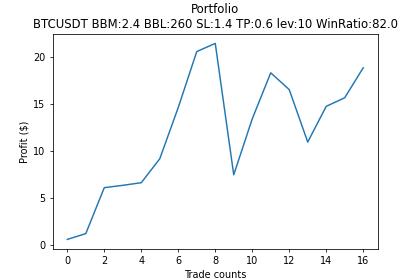 Portfolio
BTCUSDT BBM:2.4 BBL:260 SL:1.4 TP:0.6 lev:10 WinRatio:82.0
20
15
10
5
0
Profit ($)
0 2 4 6 8 10 12 14 16
Trade counts